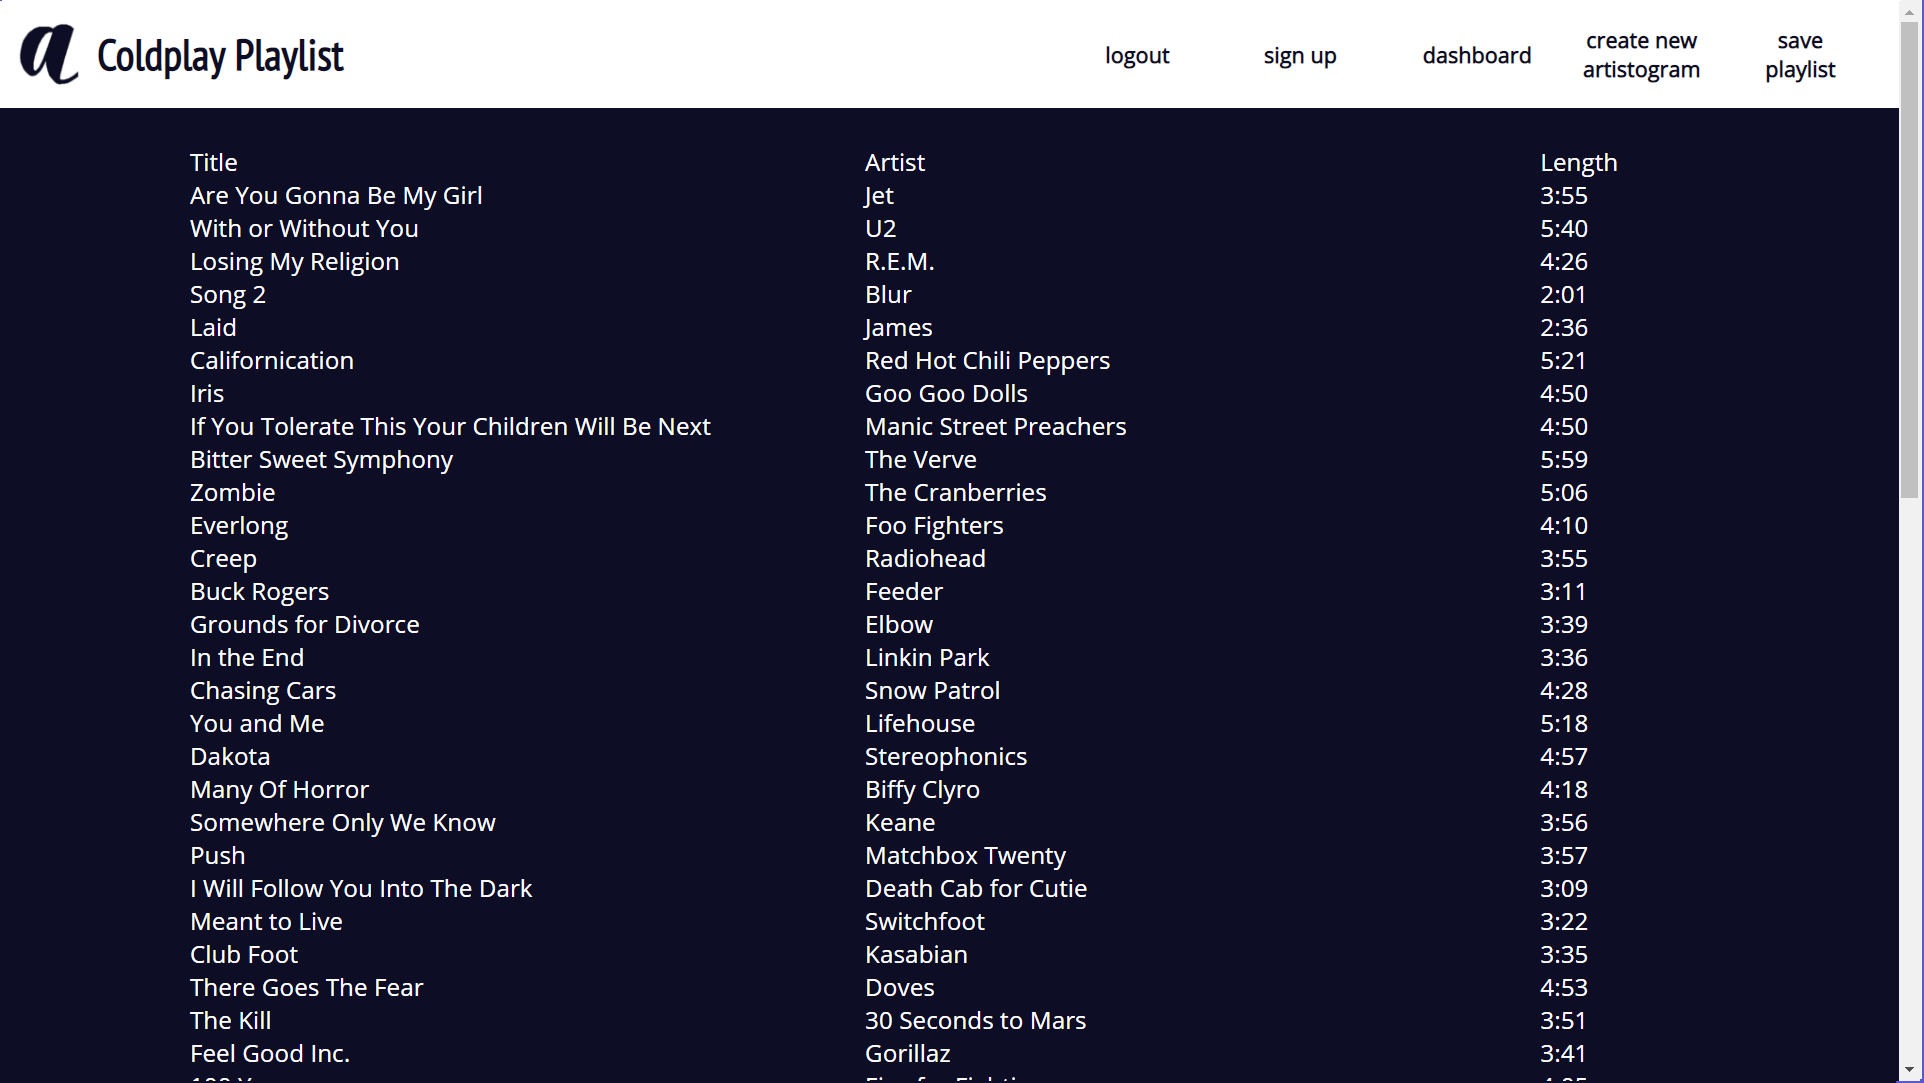 a Coldplay Playlist logout sign up dashboard create new artistogram save playlist
Title Artist Length
Are You Gonna Be My Girl Jet 3:55
With or Without You U2 5:40
Losing My Religion R.E.M. 4:26
Song 2 Blur 2:01
Laid James 2:36
Californication Red Hot Chili Peppers 5:21
Iris Goo Goo Dolls 4:50
If You Tolerate This Your Children Will Be Next Manic Street Preachers 4:50
Bitter Sweet Symphony The Verve 5:59
Zombie The Cranberries 5:06
Everlong Foo Fighters 4:10
Creep Radiohead 3:55
Buck Rogers Feeder 3:11
Grounds for Divorce Elbow 3:39
In the End Linkin Park 3:36
Chasing Cars Snow Patrol 4:28
You and Me Lifehouse 5:18
Dakota Stereophonics 4:57
Many Of Horror Biffy Clyro 4:18
Somewhere Only We Know Keane 3:56
Push Matchbox Twenty 3:57
I Will Follow You Into The Dark Death Cab for Cutie 3:09
Meant to Live Switchfoot 3:22
Club Foot Kasabian 3:35
There Goes The Fear Doves 4:53
The Kill 30 Seconds to Mars 3:51
Feel Good Inc. Gorillaz 3:41